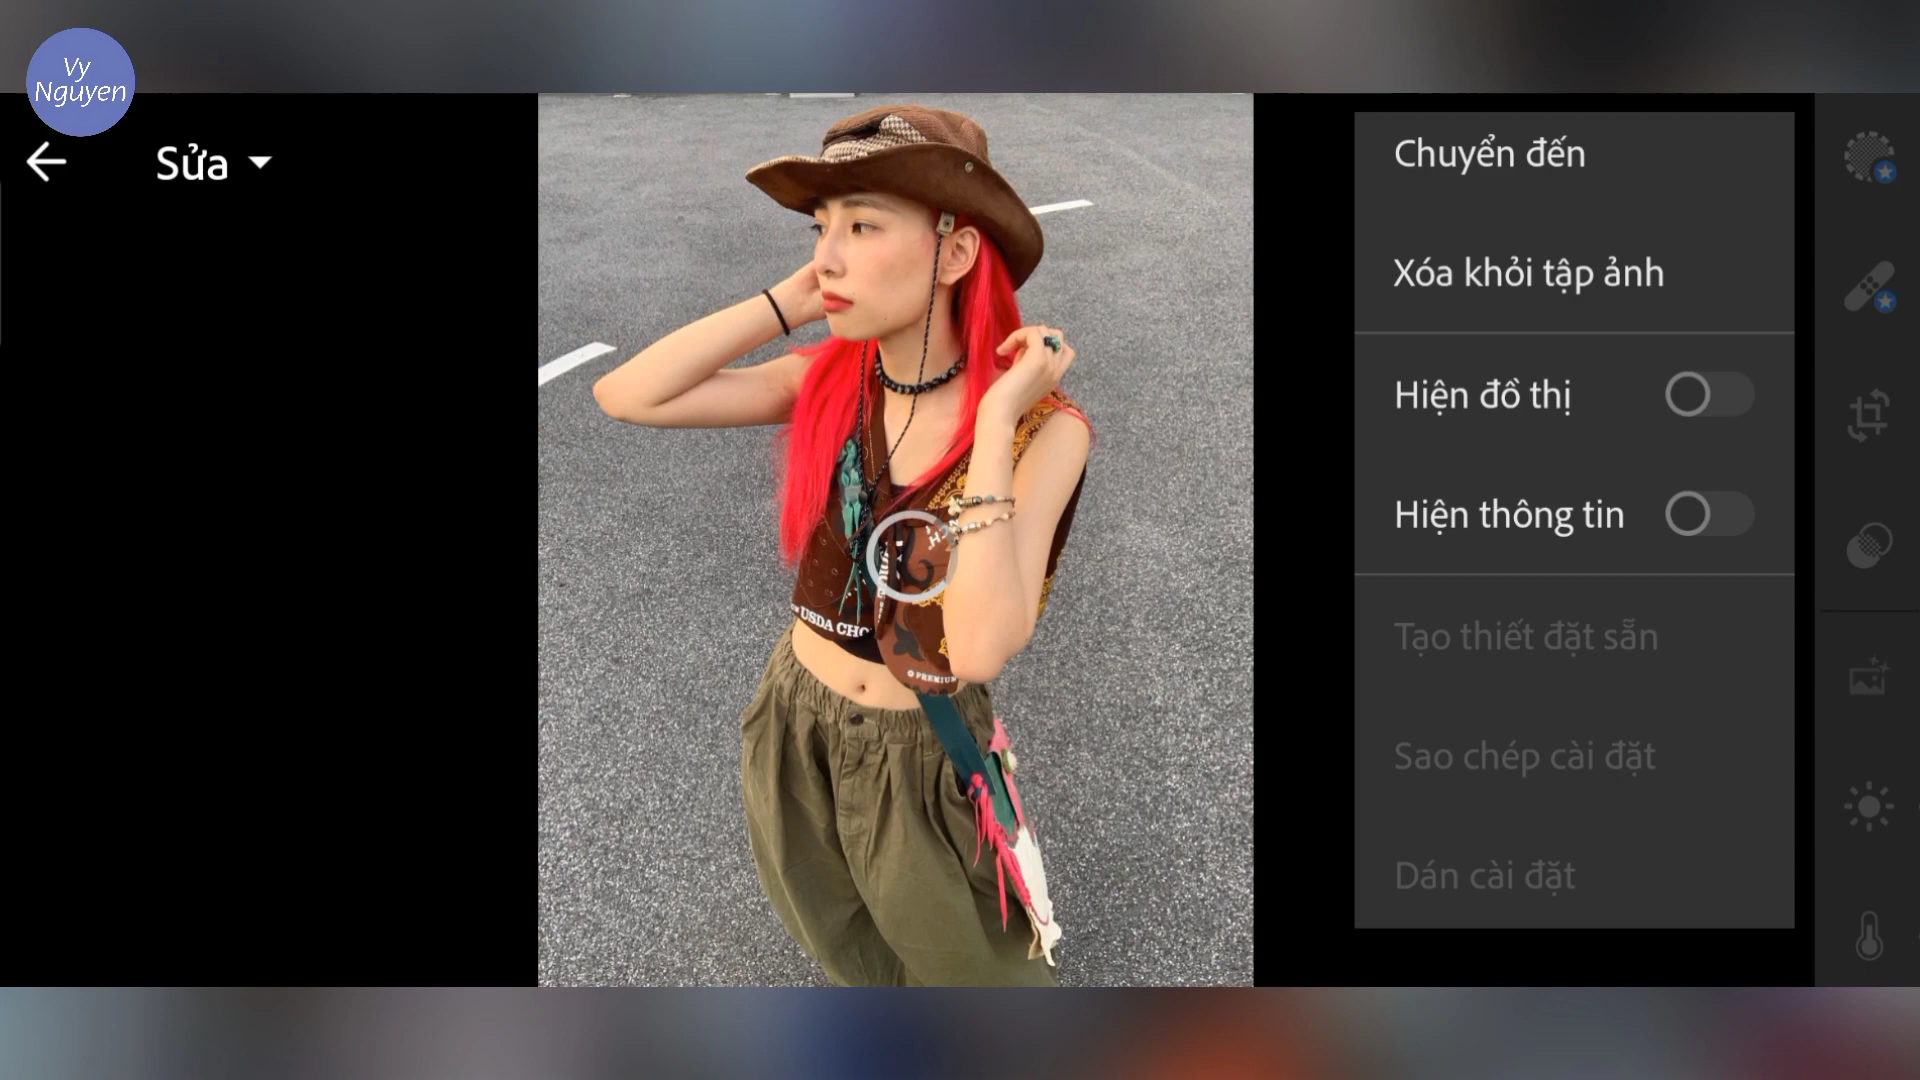 Vy
Nguyen
Sửa
Chuyển đến
Xóa khỏi tập ảnh
Hiện đồ thị
Hiện thông tin
Tạo thiết đặt sẵn
Sao chép cài đặt
Dán cài đặt
USDA CHO
PREMIUM